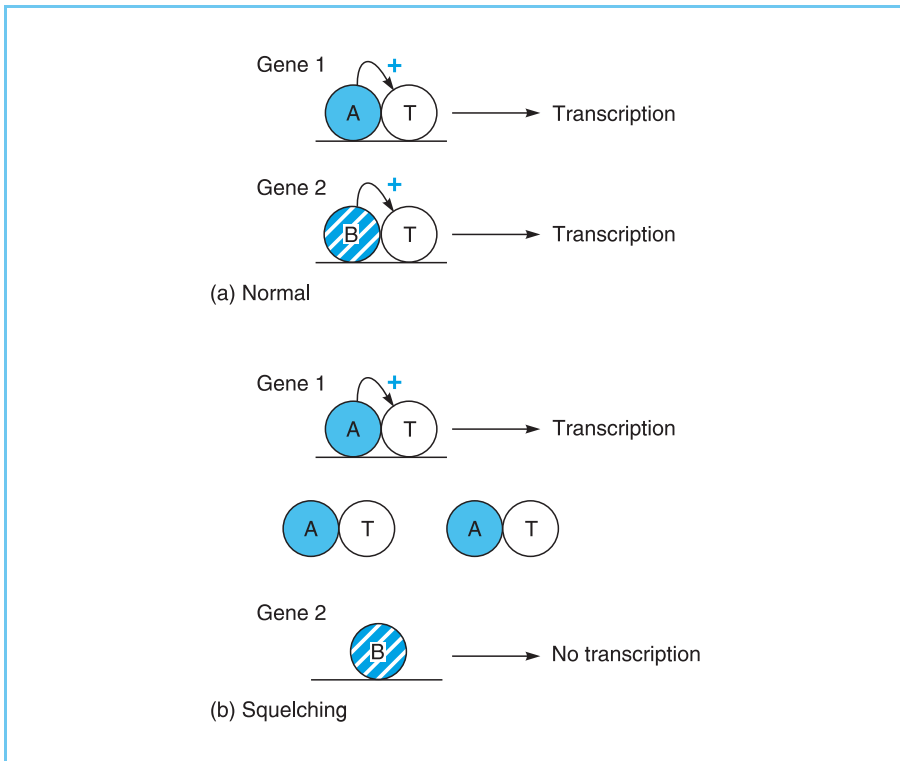 Gene 1
+
A T
Transcription
Gene 2
+
B T
Transcription
(a) Normal
Gene 1
+
A T
Transcription
A T A T
Gene 2
B
No transcription
(b) Squelching